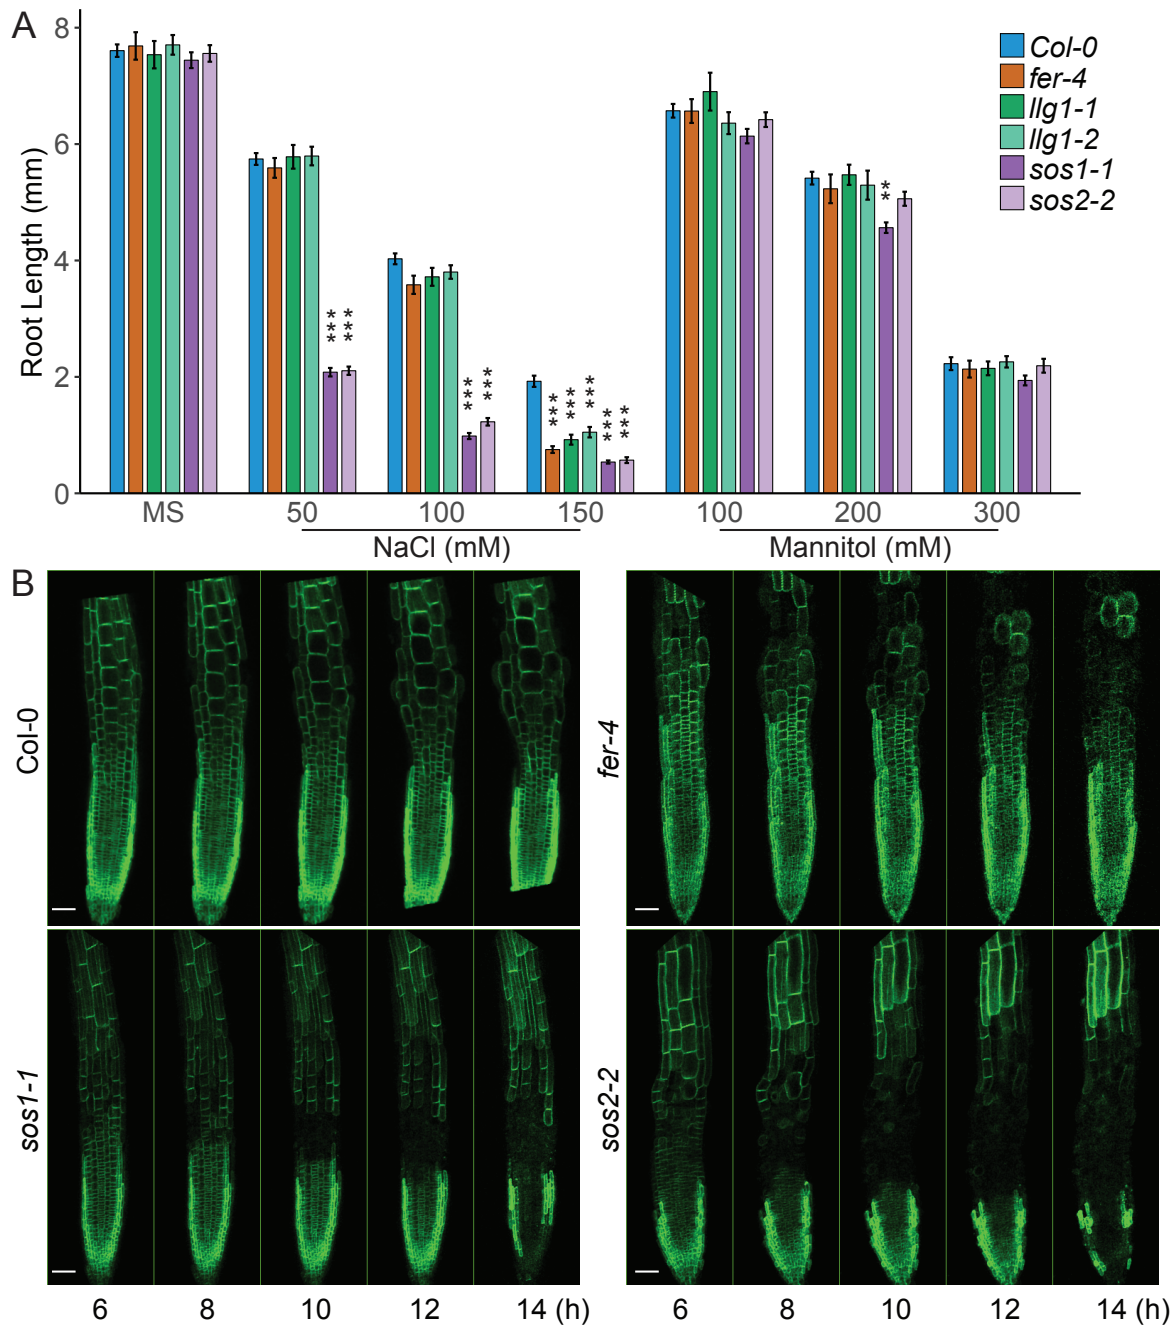 A
Root Length (mm)
8
6
4
2
0
Col-0
fer-4
llg1-1
llg1-2
sos1-1
sos2-2
*** ***
*** ***
*** *** *** *** ***
**
MS 50 100 150 100 200 300
NaCl (mM) Mannitol (mM)
B
Col-0
fer-4
sos1-1
sos2-2
6 8 10 12 14 (h) 6 8 10 12 14 (h)